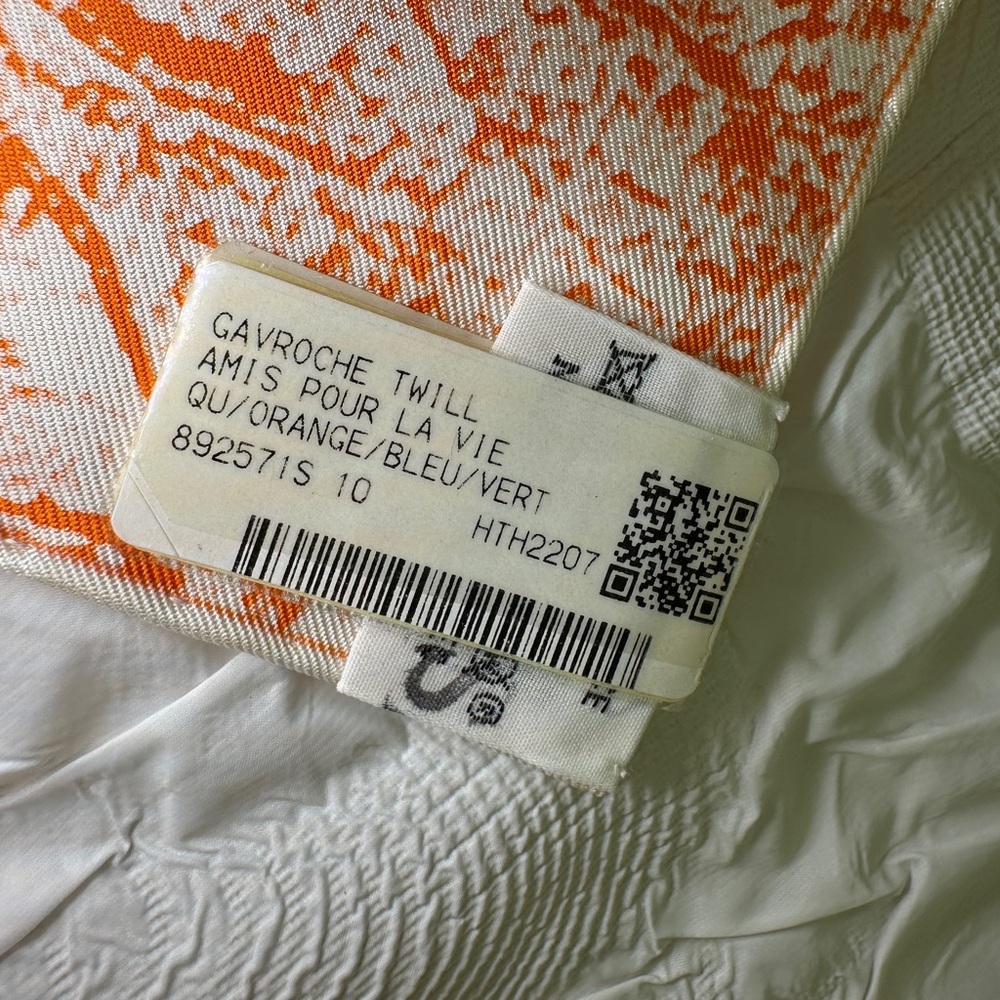 GAVROCHE TWILL
AMIS POUR LA VIE
QU/ORANGE/BLEU/VERT
892571S 10
HTH2207